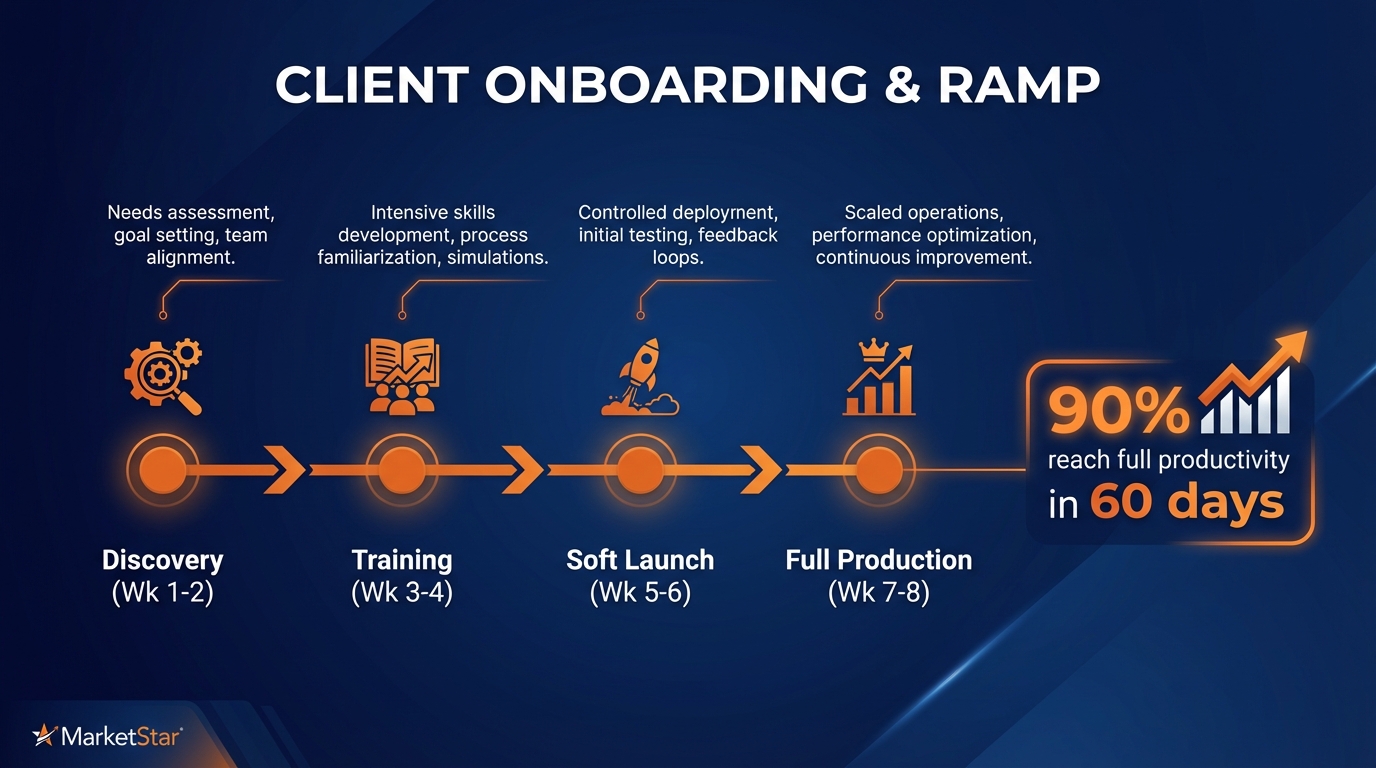 CLIENT ONBOARDING & RAMP
Needs assessment,
goal setting, team
alignment.
Intensive skills
development, process
familiarization, simulations.
Controlled deployment,
initial testing, feedback
loops.
Scaled operations,
performance optimization,
continuous improvement.
90%
reach full productivity
in 60 days
Discovery
(Wk 1-2)
Training
(Wk 3-4)
Soft Launch
(Wk 5-6)
Full Production
(Wk 7-8)
MarketStar